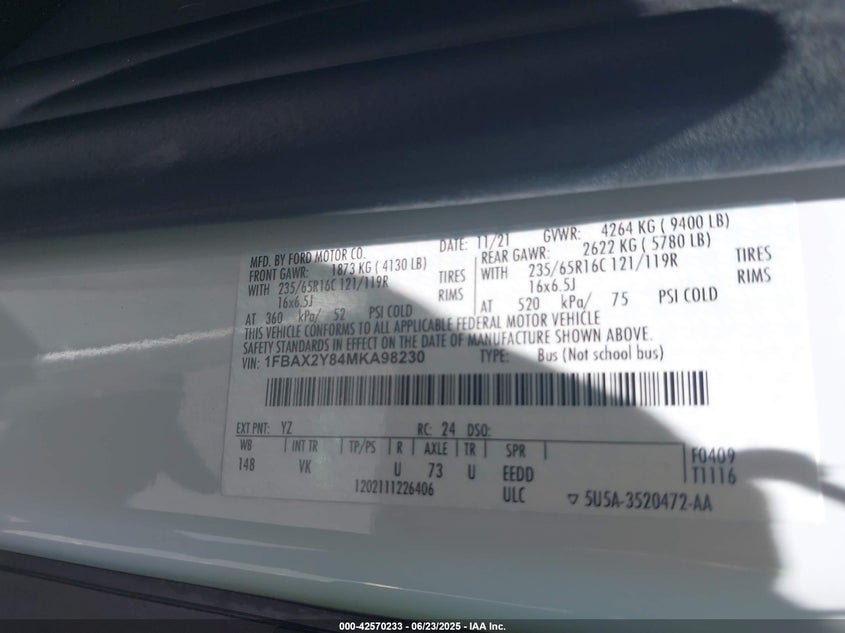 MFD. BY FORD MOTOR CO.
DATE: 11/21 GVWR: 4264 KG ( 9400 LB)
FRONT GAWR: 1873 KG ( 4130 LB)
REAR GAWR: 2622 KG ( 5780 LB)
WITH 235/65R16C 121/119R TIRES
WITH 235/65R16C 121/119R TIRES
16x6.5J RIMS
16x6.5J RIMS
AT 360 kPa/ 52 PSI COLD
AT 520 kPa/ 75 PSI COLD
THIS VEHICLE CONFORMS TO ALL APPLICABLE FEDERAL MOTOR VEHICLE
SAFETY STANDARDS IN EFFECT ON THE DATE OF MANUFACTURE SHOWN ABOVE.
VIN: 1FBAX2Y84MKA98230 TYPE: Bus (Not school bus)
EXT PNT: YZ RC: 24 DSO:
WB INT TR TP/PS R AXLE TR SPR F0409
148 VK U 73 U EEDD T1116
1202111226406 ULC 5U5A-3520472-AA
000-42570233 - 06/23/2025 - IAA Inc.